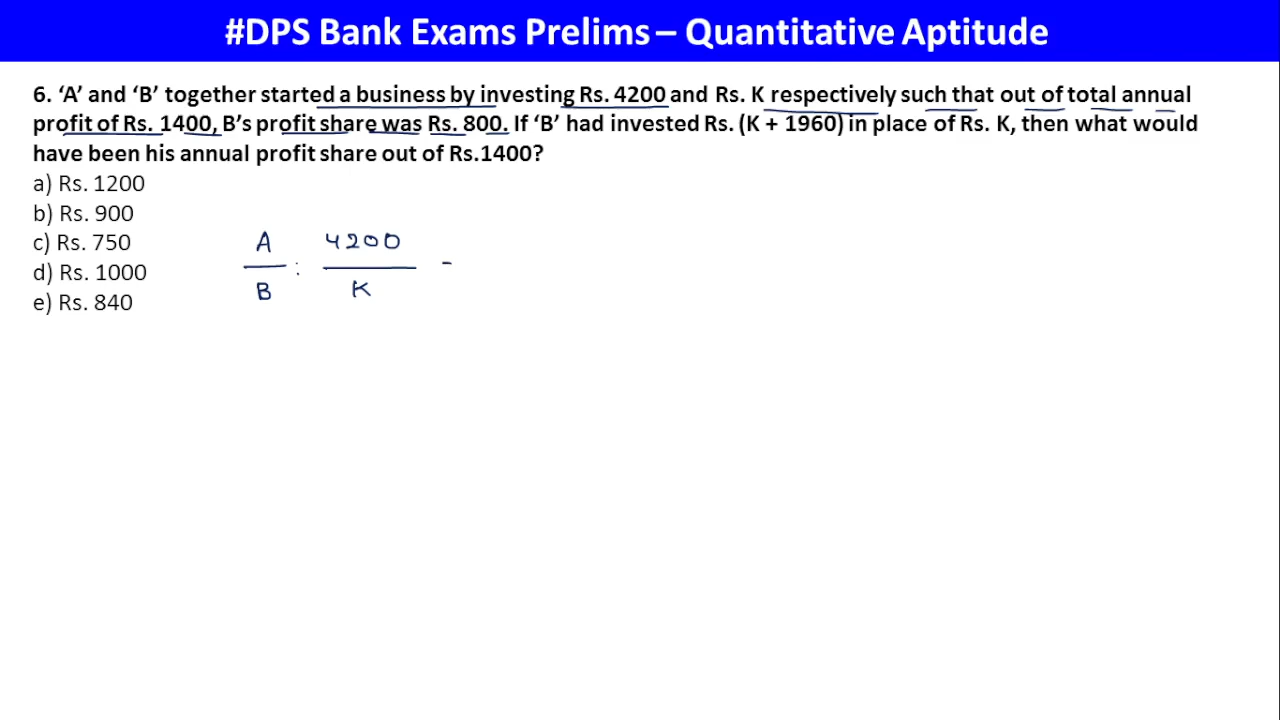 #DPS Bank Exams Prelims – Quantitative Aptitude
6. ‘A’ and ‘B’ together started a business by investing Rs. 4200 and Rs. K respectively such that out of total annual
profit of Rs. 1400, B’s profit share was Rs. 800. If ‘B’ had invested Rs. (K + 1960) in place of Rs. K, then what would
have been his annual profit share out of Rs.1400?
a) Rs. 1200
b) Rs. 900
c) Rs. 750
d) Rs. 1000
e) Rs. 840
A 4200
: -
B K